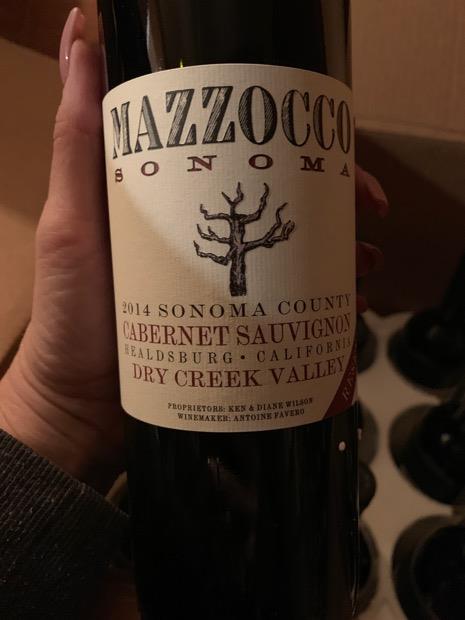 MAZZOCCO
SONOMA
2014 SONOMA COUNTY
CABERNET SAUVIGNON
HEALDSBURG • CALIFORNIA
DRY CREEK VALLEY
PROPRIETORS: KEN & DIANE WILSON
WINEMAKER: ANTOINE FAVERO